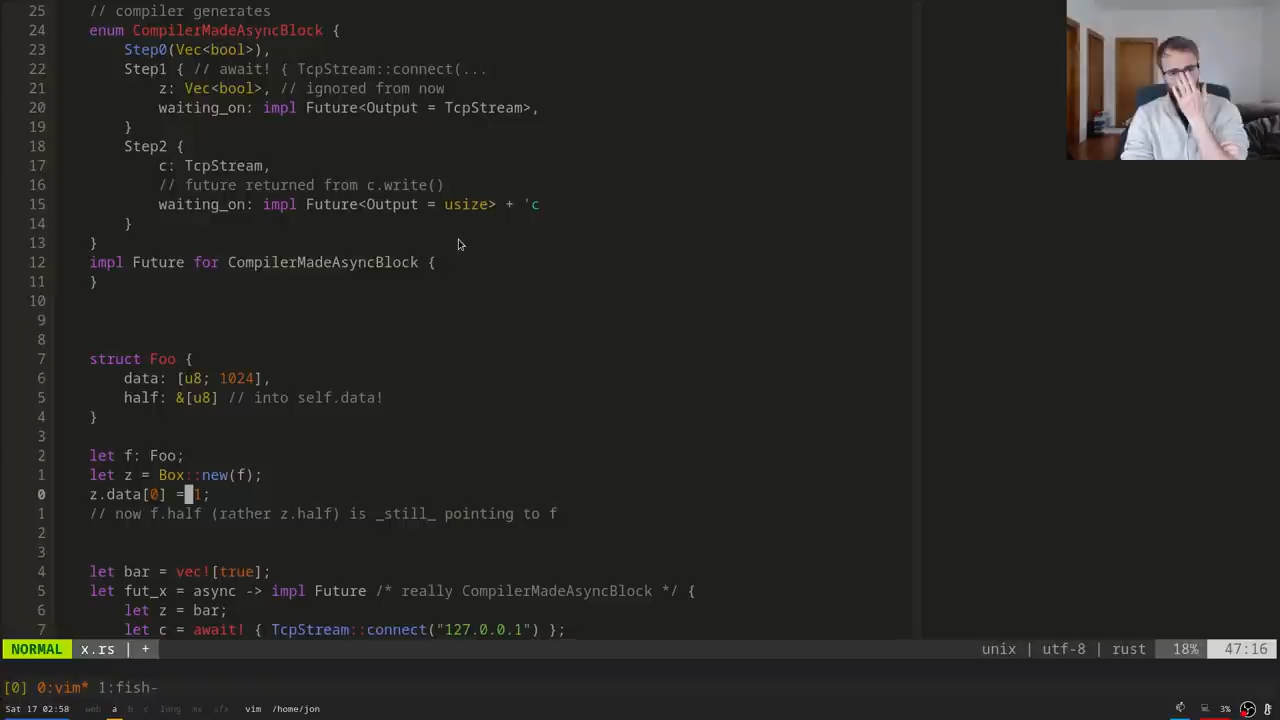 25 // compiler generates
24 enum CompilerMadeAsyncBlock {
23 Step0(Vec<bool>),
22 Step1 { // await! { TcpStream::connect(...
21 z: Vec<bool>, // ignored from now
20 waiting_on: impl Future<Output = TcpStream>,
19 }
18 Step2 {
17 c: TcpStream,
16 // future returned from c.write()
15 waiting_on: impl Future<Output = usize> + 'c
14 }
13 }
12 impl Future for CompilerMadeAsyncBlock {
11 }
10
9
8
7 struct Foo {
6 data: [u8; 1024],
5 half: &[u8] // into self.data!
4 }
3
2 let f: Foo;
1 let z = Box::new(f);
0 z.data[0] = 1;
1 // now f.half (rather z.half) is _still_ pointing to f
2
3
4 let bar = vec![true];
5 let fut_x = async -> impl Future /* really CompilerMadeAsyncBlock */ {
6 let z = bar;
7 let c = await! { TcpStream::connect("127.0.0.1") };
NORMAL x.rs | + unix | utf-8 | rust 18% 47:16
[0] 0:vim* 1:fish-
Sat 17 02:58 web a b c lung mx sfx vim /home/jon 3%